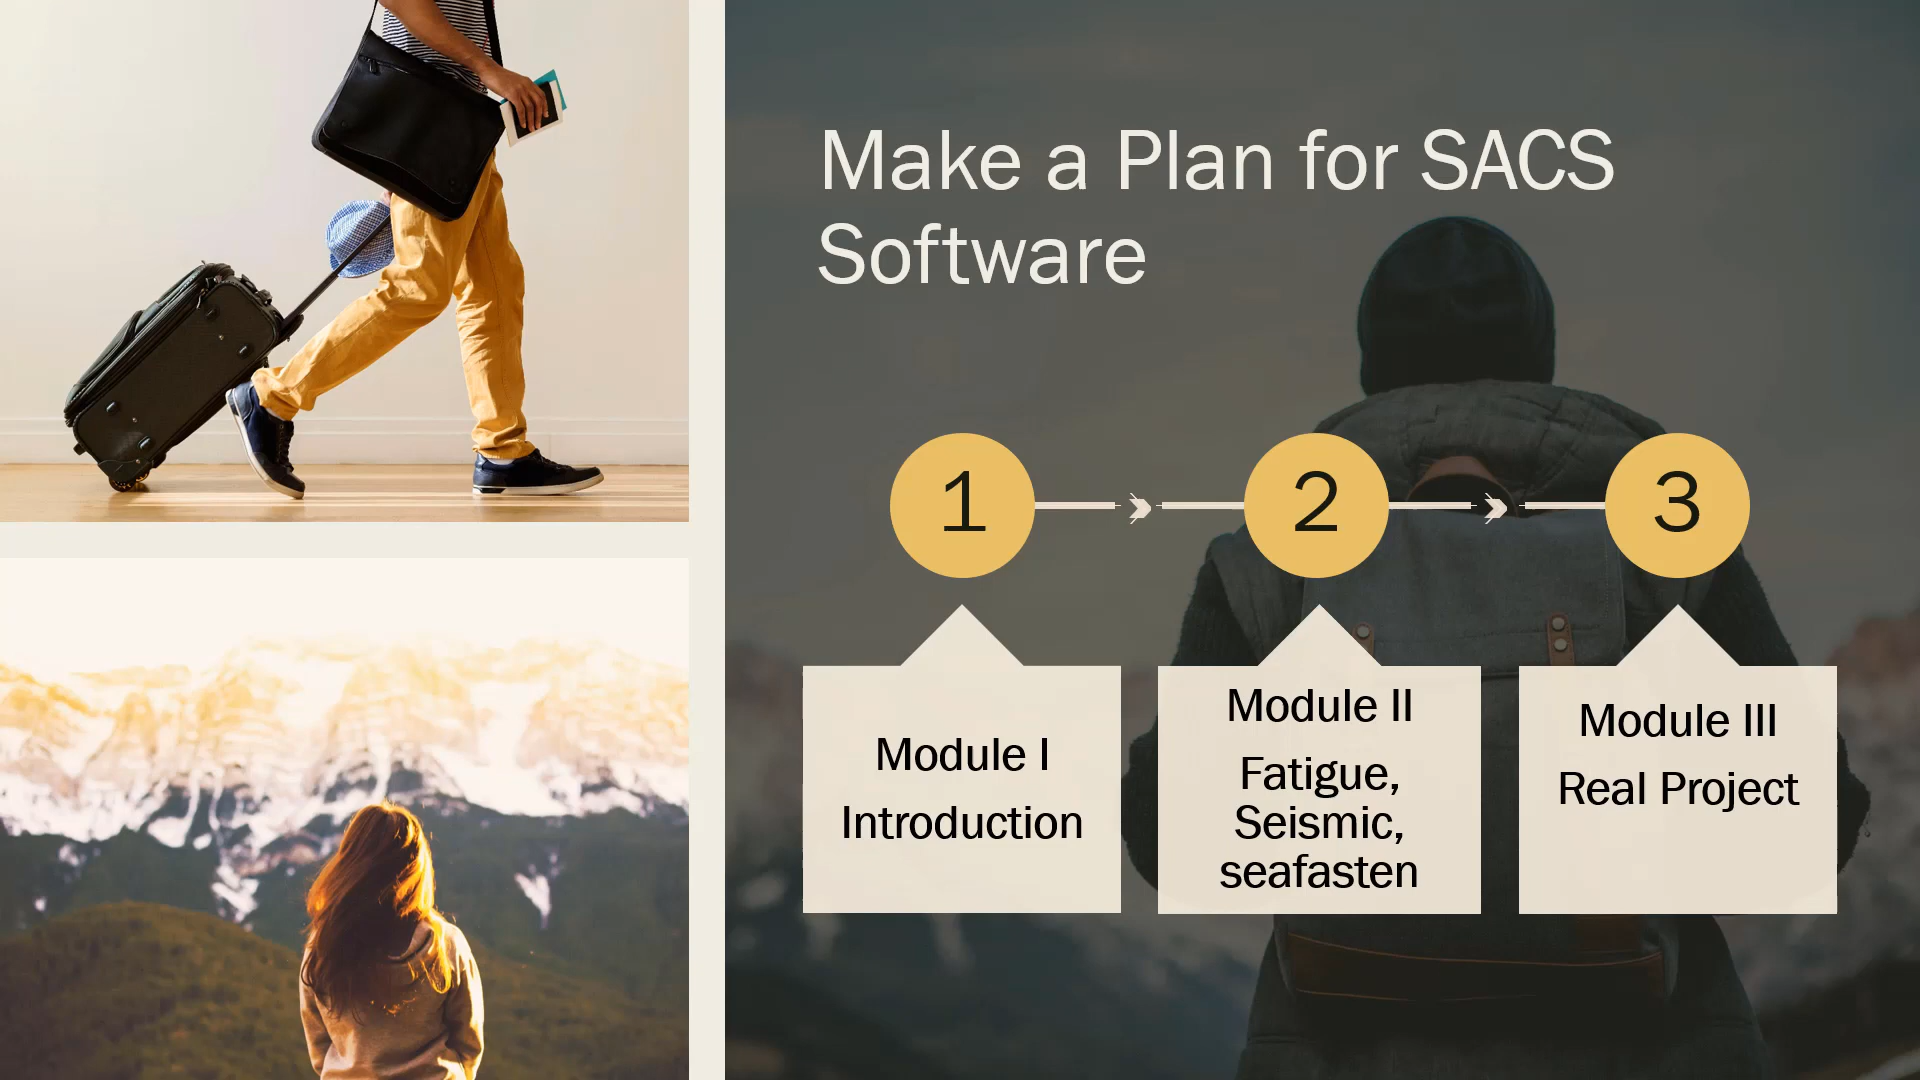 Make a Plan for SACS
Software
1
2
3
Module I
Introduction
Module II
Fatigue,
Seismic,
seafasten
Module III
Real Project